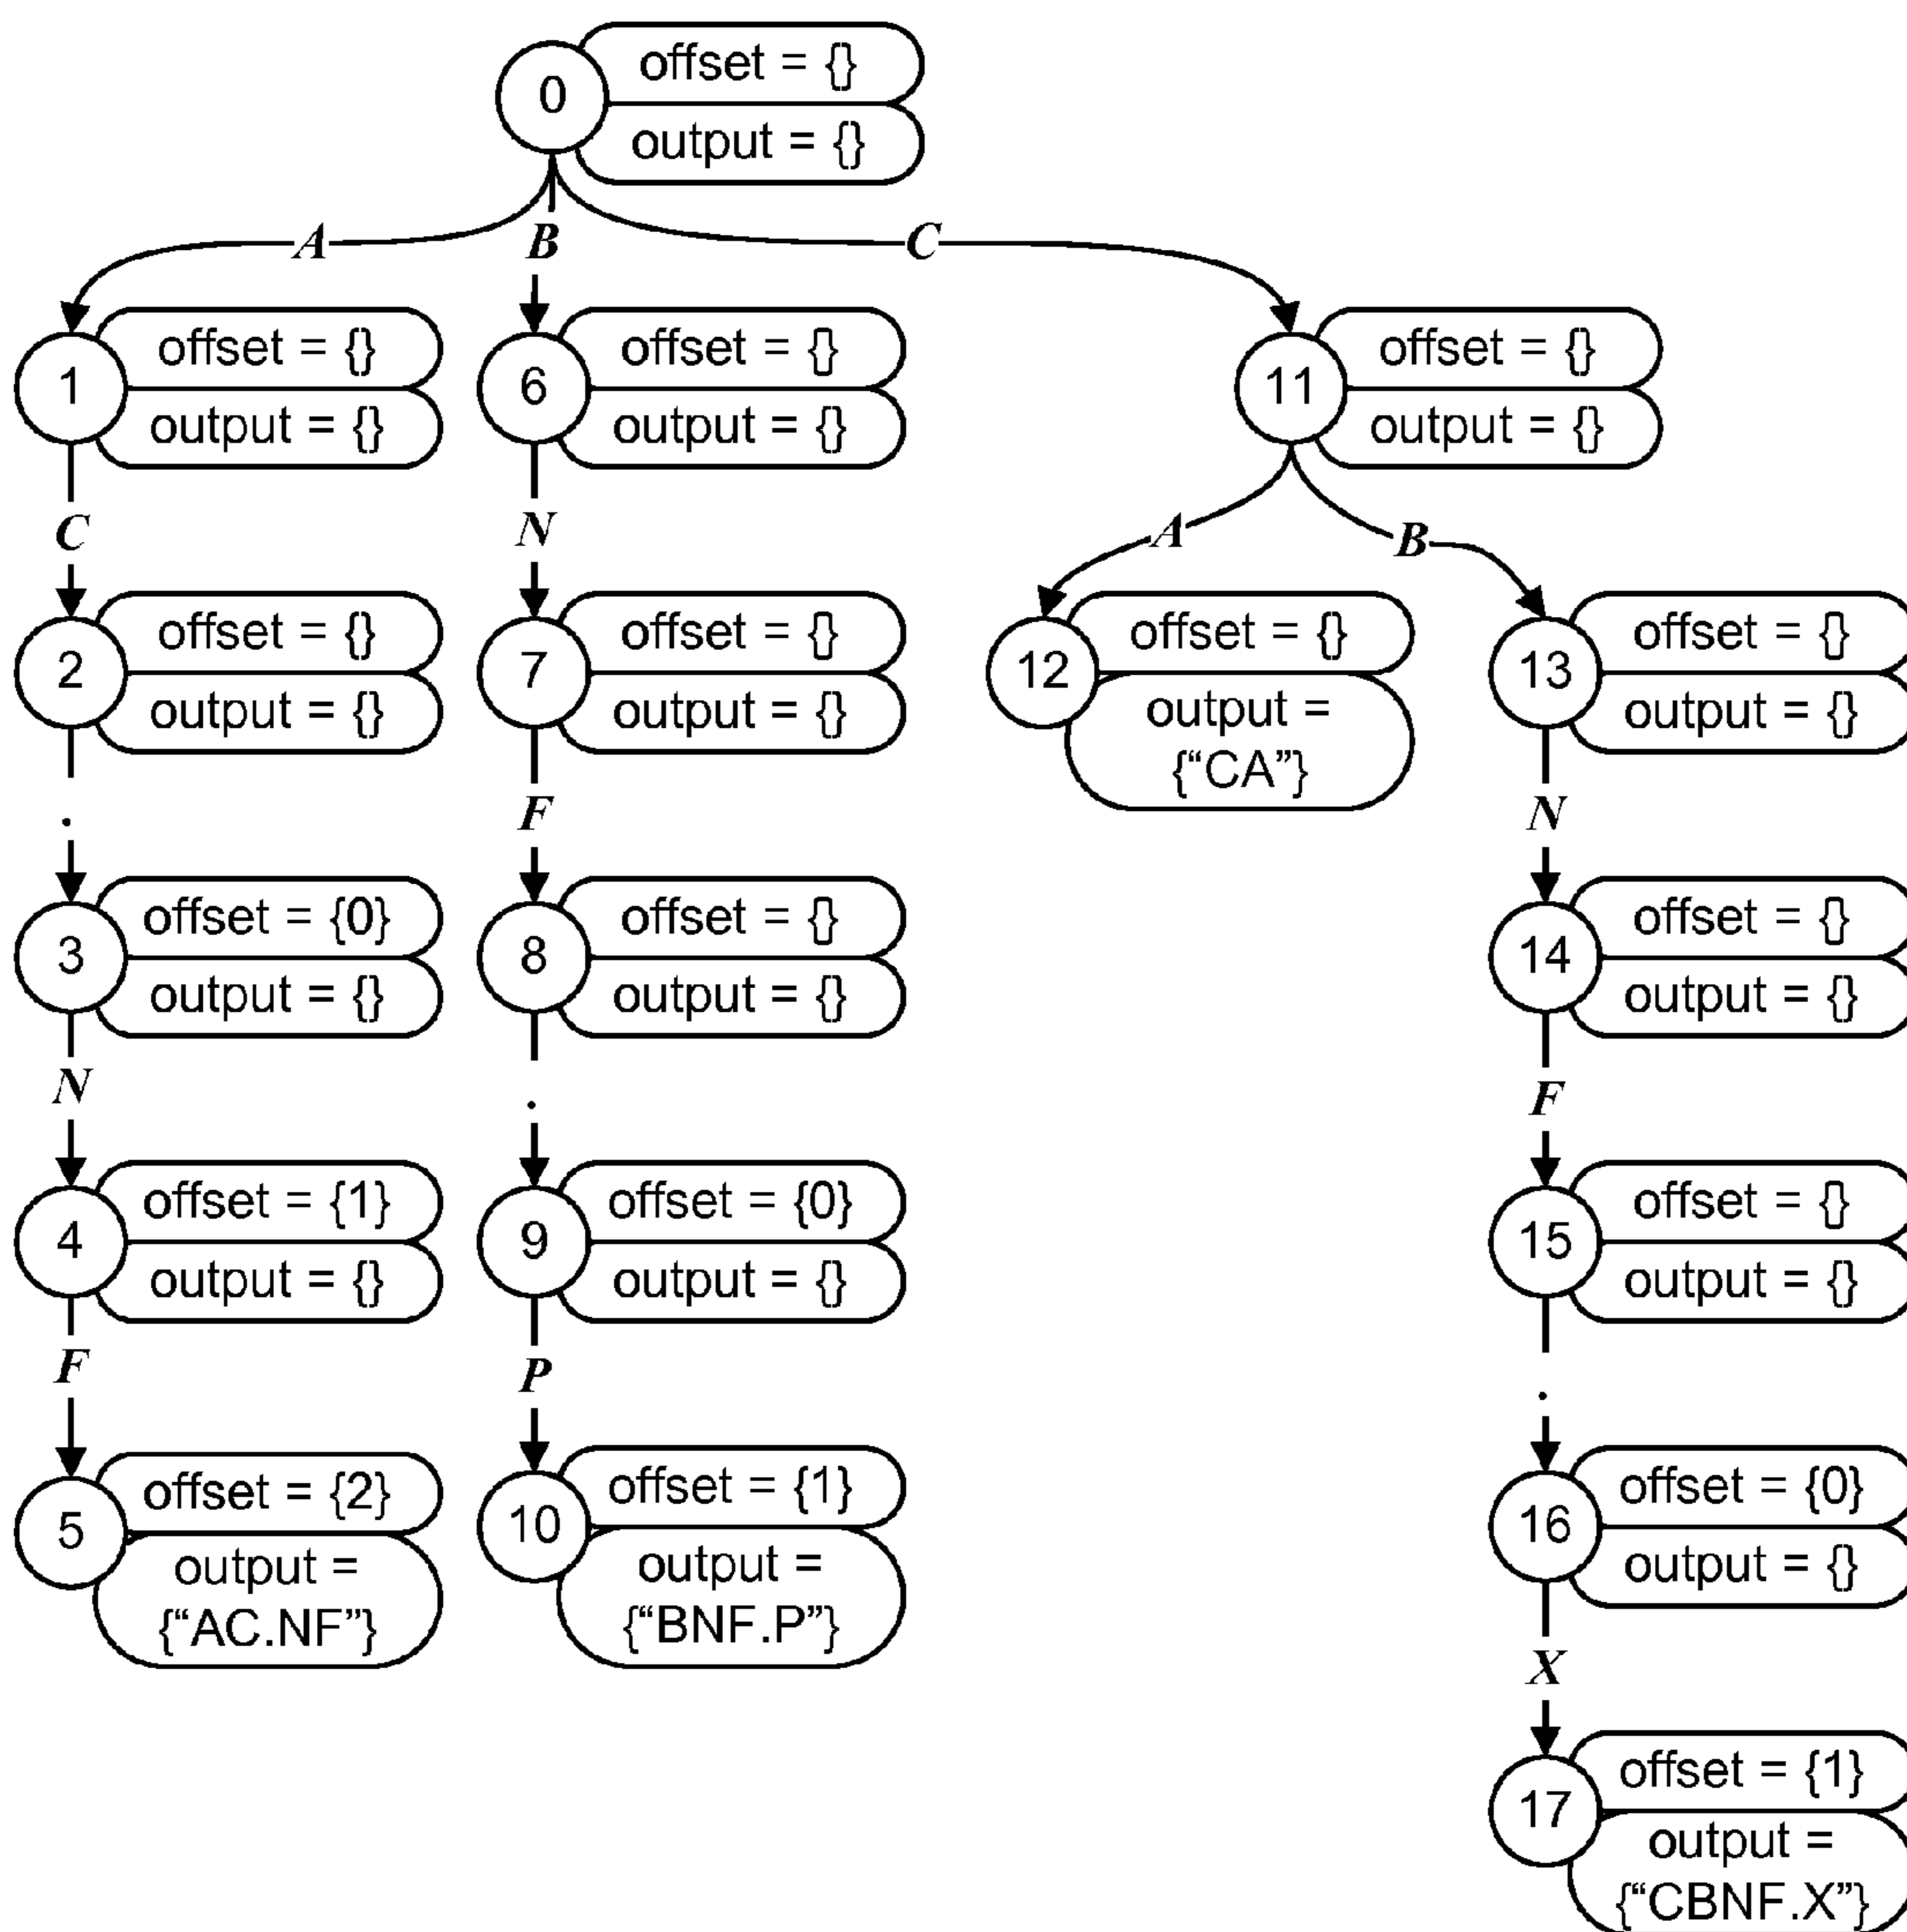 offset = {}
0
output = {}
A
B
C
offset = {}
1
output = {}
offset = {}
6
output = {}
offset = {}
11
output = {}
C
N
A
B
offset = {}
2
output = {}
offset = {}
7
output = {}
offset = {}
12
output =
{“CA”}
offset = {}
13
output = {}
.
F
N
offset = {0}
3
output = {}
offset = {}
8
output = {}
offset = {}
14
output = {}
N
.
F
offset = {1}
4
output = {}
offset = {0}
9
output = {}
offset = {}
15
output = {}
F
P
.
offset = {2}
5
output =
{“AC.NF”}
offset = {1}
10
output =
{“BNF.P”}
offset = {0}
16
output = {}
X
offset = {1}
17
output =
{“CBNF.X”}